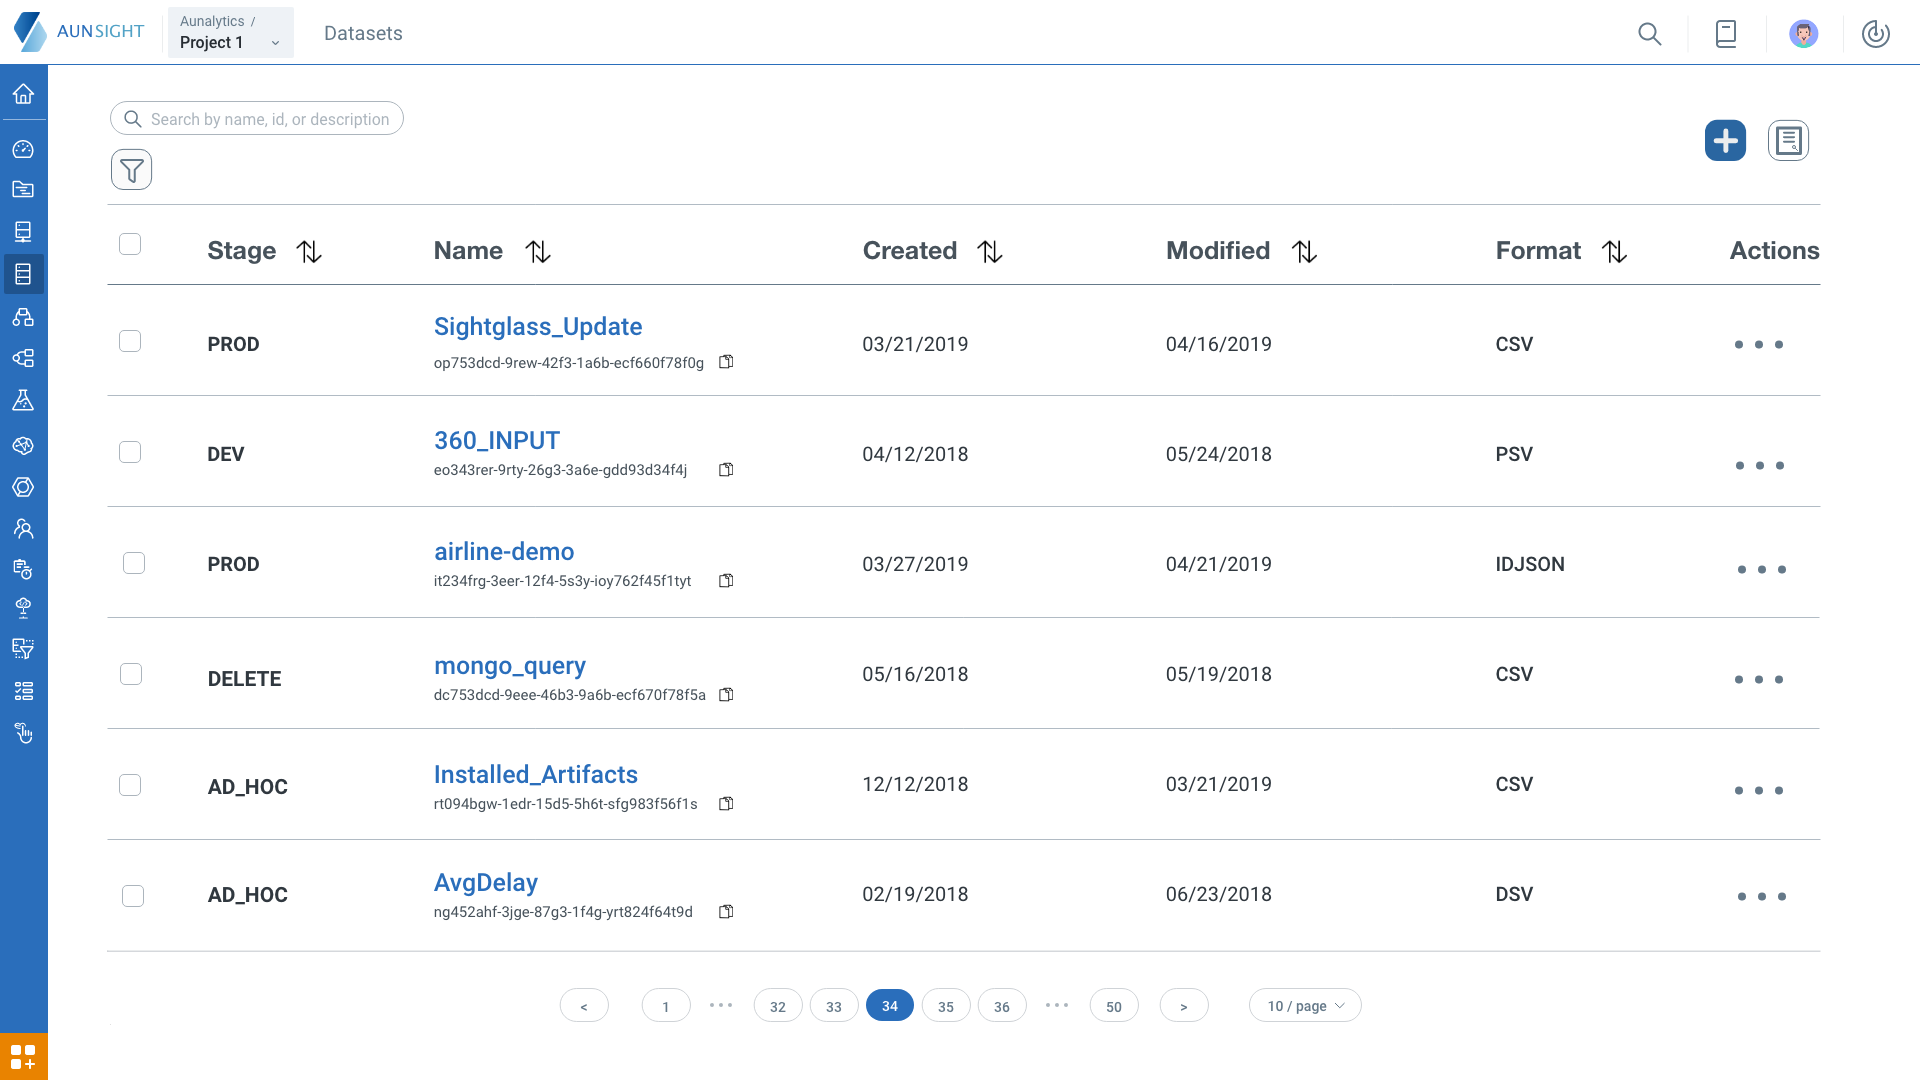 AUNSIGHT
Aunalytics /
Project 1
Datasets
Search by name, id, or description
Stage Name Created Modified Format Actions
PROD Sightglass_Update 03/21/2019 04/16/2019 CSV
op753dcd-9rew-42f3-1a6b-ecf660f78f0g
DEV 360_INPUT 04/12/2018 05/24/2018 PSV
eo343rer-9rty-26g3-3a6e-gdd93d34f4j
PROD airline-demo 03/27/2019 04/21/2019 IDJSON
it234frg-3eer-12f4-5s3y-ioy762f45f1tyt
DELETE mongo_query 05/16/2018 05/19/2018 CSV
dc753dcd-9eee-46b3-9a6b-ecf670f78f5a
AD_HOC Installed_Artifacts 12/12/2018 03/21/2019 CSV
rt094bgw-1edr-15d5-5h6t-sfg983f56f1s
AD_HOC AvgDelay 02/19/2018 06/23/2018 DSV
ng452ahf-3jge-87g3-1f4g-yrt824f64t9d
< 1 ••• 32 33 34 35 36 ••• 50 > 10 / page